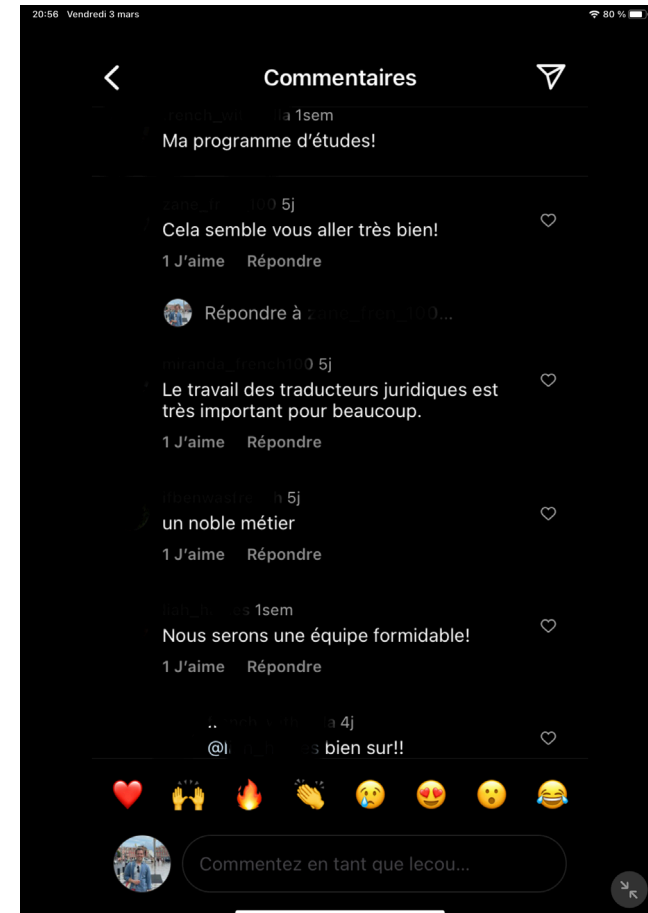 20:56 Vendredi 3 mars
80 %
Commentaires
1sem
Ma programme d’études!
5j
Cela semble vous aller très bien!
1 J’aime Répondre
Répondre à
5j
Le travail des traducteurs juridiques est
très important pour beaucoup.
1 J’aime Répondre
5j
un noble métier
1 J’aime Répondre
1sem
Nous serons une équipe formidable!
1 J’aime Répondre
4j
bien sur!!
Commentez en tant que lecou...